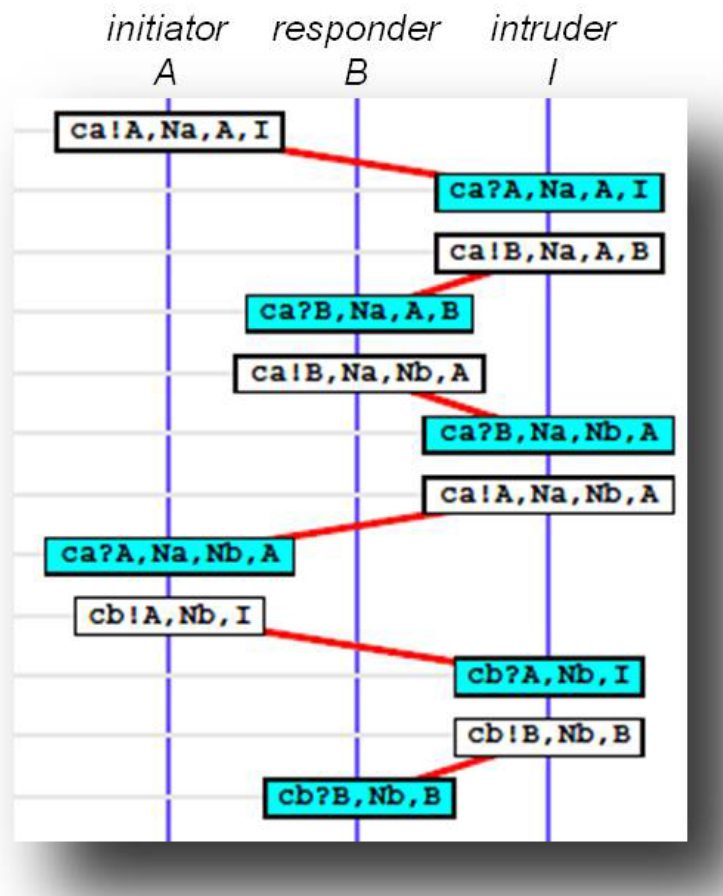 initiator responder intruder
A B I
ca!A,Na,A,I
ca?A,Na,A,I
ca!B,Na,A,B
ca?B,Na,A,B
ca!B,Na,Nb,A
ca?B,Na,Nb,A
ca!A,Na,Nb,A
ca?A,Na,Nb,A
cb!A,Nb,I
cb?A,Nb,I
cb!B,Nb,B
cb?B,Nb,B